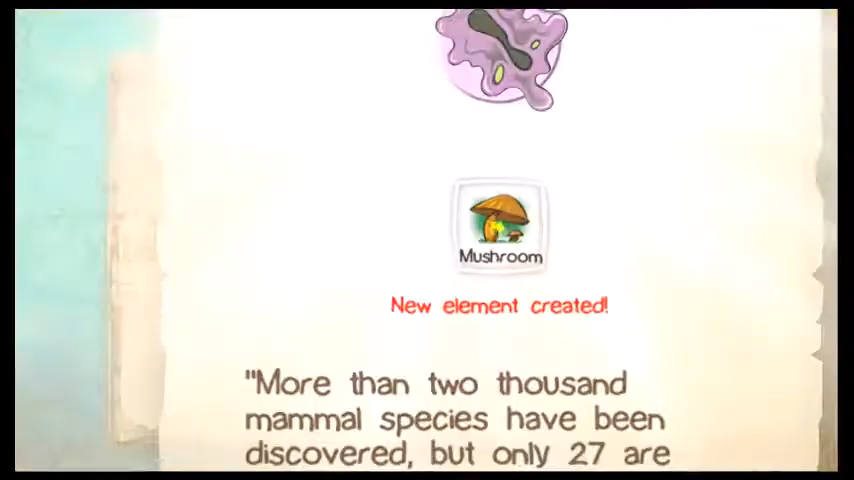 Mushroom
New element created!
"More than two thousand
mammal species have been
discovered, but only 27 are